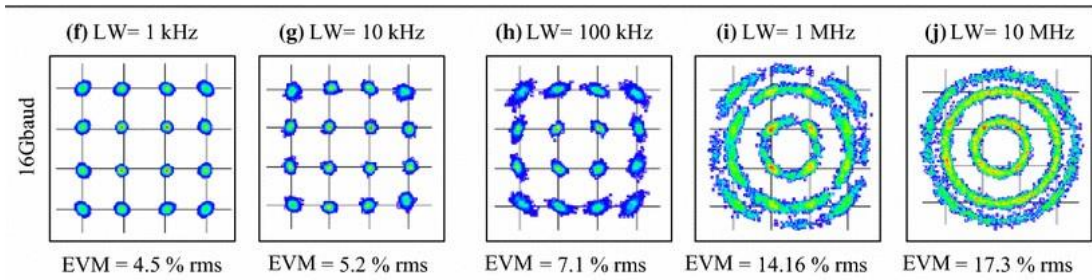 (f) LW= 1 kHz
(g) LW= 10 kHz
(h) LW= 100 kHz
(i) LW= 1 MHz
(j) LW= 10 MHz
16Gbaud
EVM = 4.5 % rms
EVM = 5.2 % rms
EVM = 7.1 % rms
EVM = 14.16 % rms
EVM = 17.3 % rms